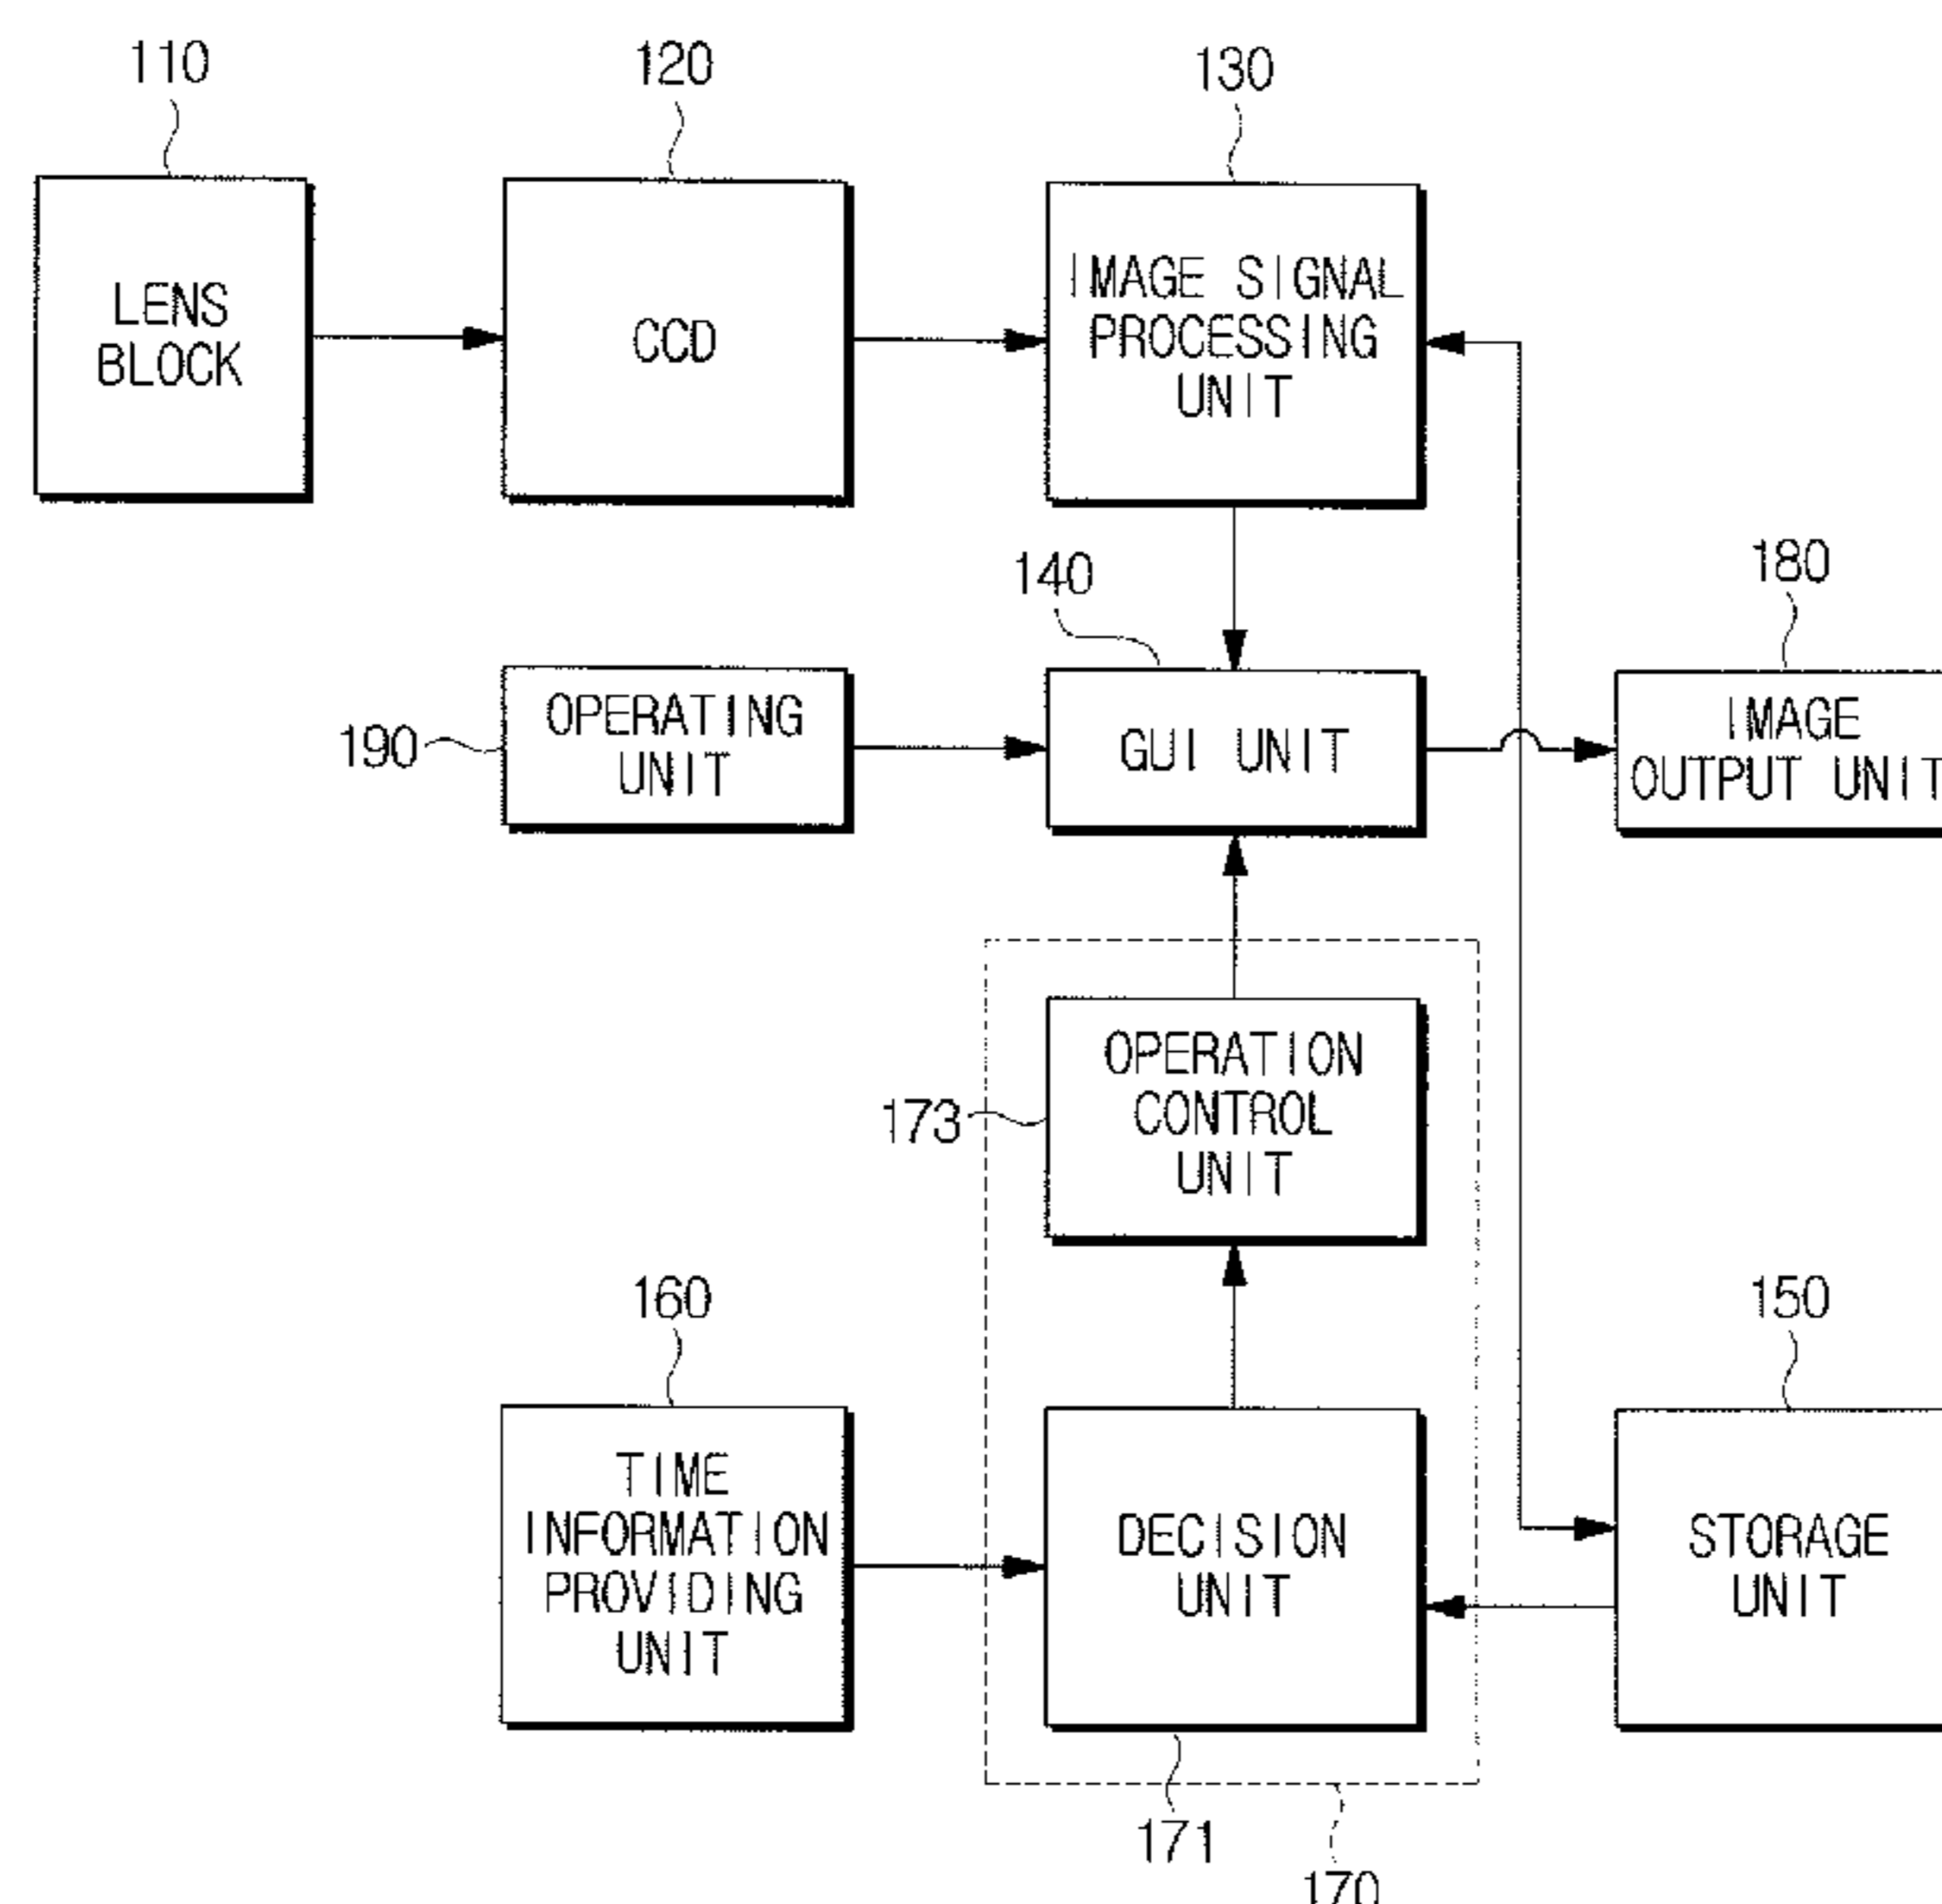 110
120
130
LENS
BLOCK
CCD
IMAGE SIGNAL
PROCESSING
UNIT
140
180
190
OPERATING
UNIT
GUI UNIT
IMAGE
OUTPUT UNIT
173
OPERATION
CONTROL
UNIT
160
150
TIME
INFORMATION
PROVIDING
UNIT
DECISION
UNIT
STORAGE
UNIT
171
170